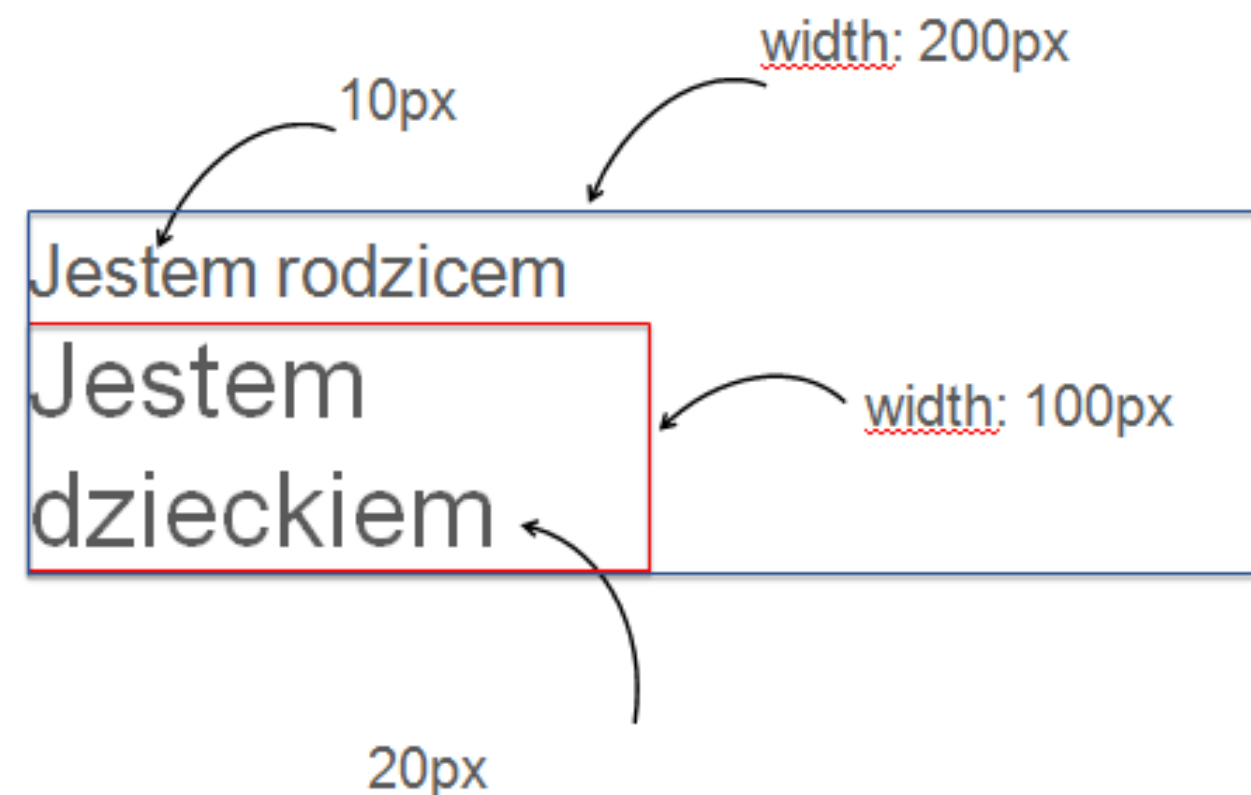 width: 200px
10px
Jestem rodzicem
Jestem
dzieckiem
width: 100px
20px